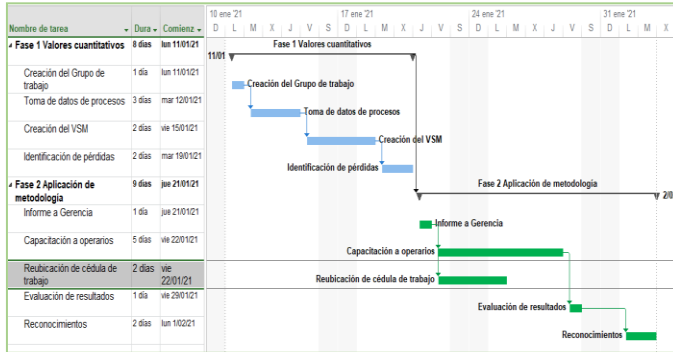 10 ene '21 17 ene '21 24 ene '21 31 ene '21
Nombre de tarea Dura Comienz D L M X J V S D L M X J V S D L M X J V S D L M X
Fase 1 Valores cuantitativos 8 días lun 11/01/21 Fase 1 Valores cuantitativos
11/01
Creación del Grupo de trabajo 1 día lun 11/01/21 Creación del Grupo de trabajo
Toma de datos de procesos 3 días mar 12/01/21 Toma de datos de procesos
Creación del VSM 2 días vie 15/01/21 Creación del VSM
Identificación de pérdidas 2 días mar 19/01/21 Identificación de pérdidas
Fase 2 Aplicación de metodología 9 días jue 21/01/21 Fase 2 Aplicación de metodología
2/0
Informe a Gerencia 1 día jue 21/01/21 Informe a Gerencia
Capacitación a operarios 5 días vie 22/01/21 Capacitación a operarios
Reubicación de cédula de trabajo 2 días vie 22/01/21 Reubicación de cédula de trabajo
Evaluación de resultados 1 día vie 29/01/21 Evaluación de resultados
Reconocimientos 2 días lun 1/02/21 Reconocimientos